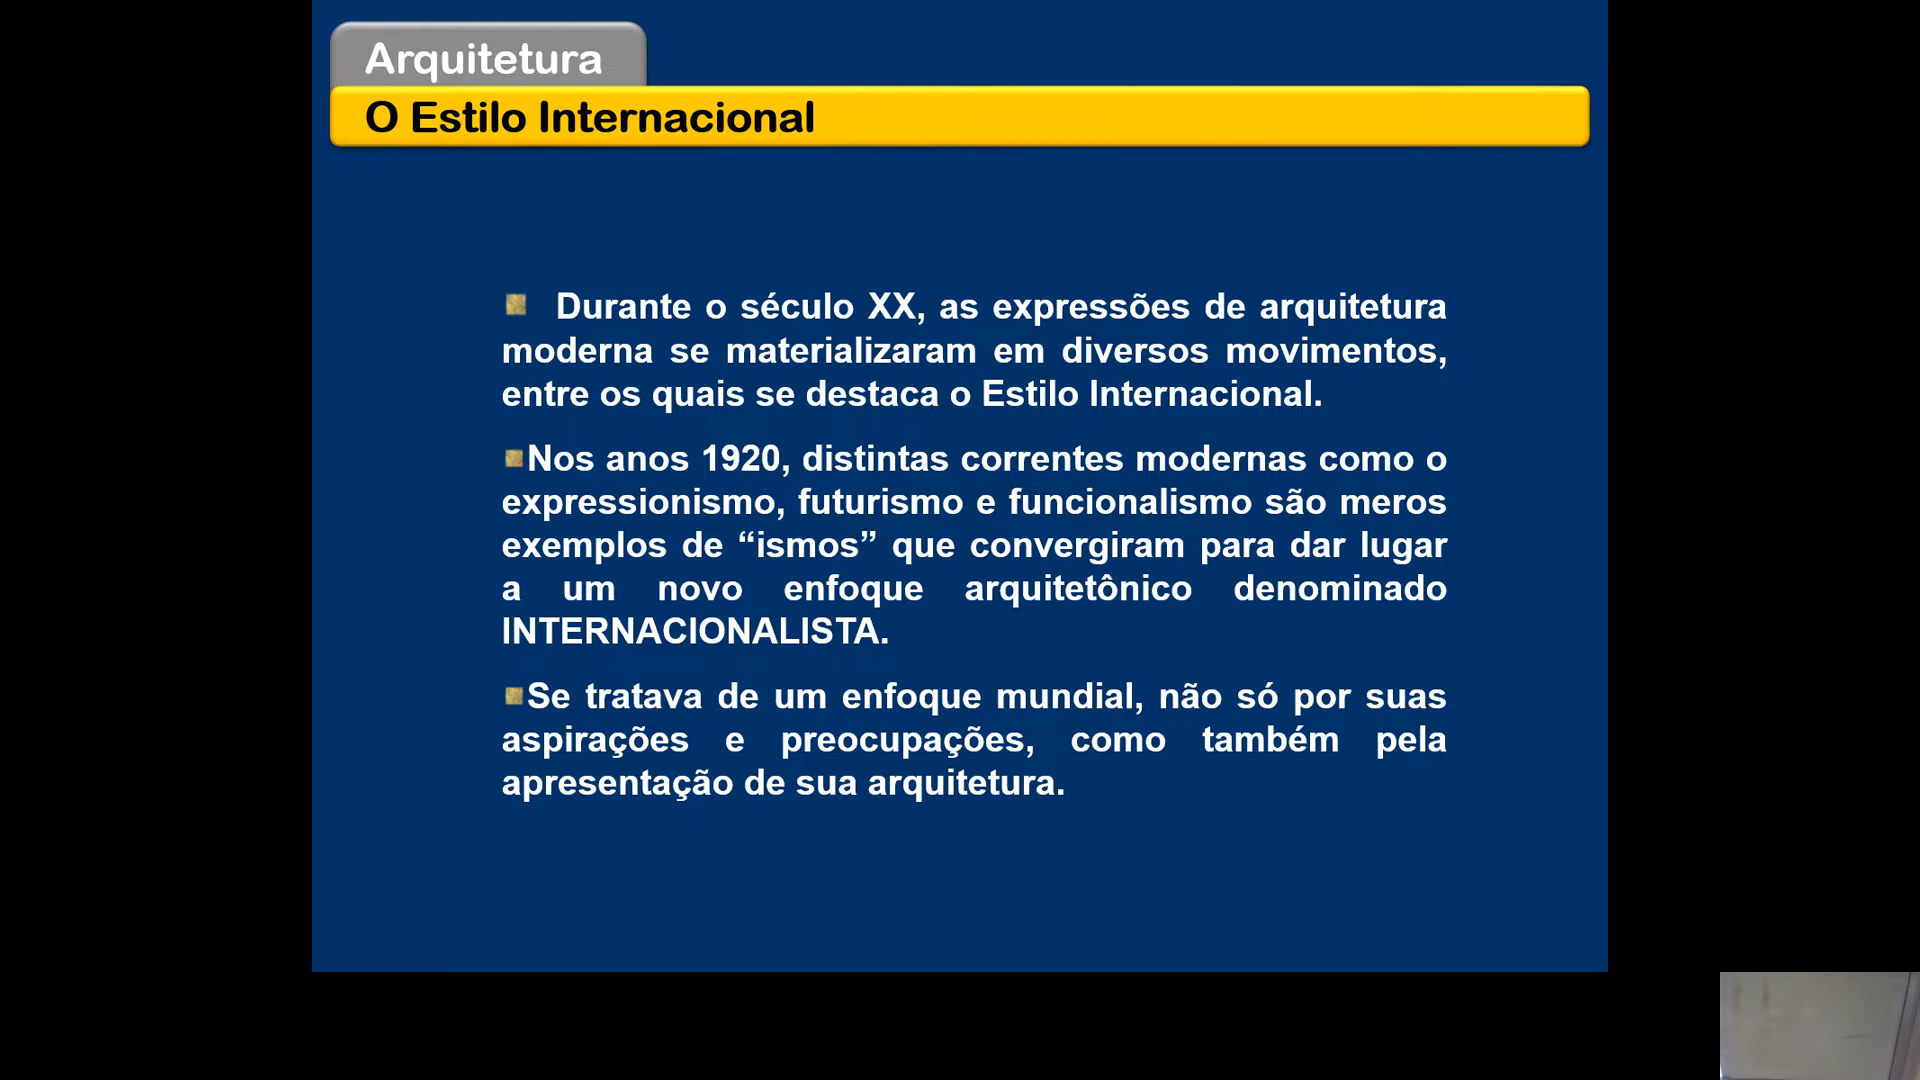 Arquitetura
O Estilo Internacional
Durante o século XX, as expressões de arquitetura
moderna se materializaram em diversos movimentos,
entre os quais se destaca o Estilo Internacional.
Nos anos 1920, distintas correntes modernas como o
expressionismo, futurismo e funcionalismo são meros
exemplos de “ismos” que convergiram para dar lugar
a um novo enfoque arquitetônico denominado
INTERNACIONALISTA.
Se tratava de um enfoque mundial, não só por suas
aspirações e preocupações, como também pela
apresentação de sua arquitetura.